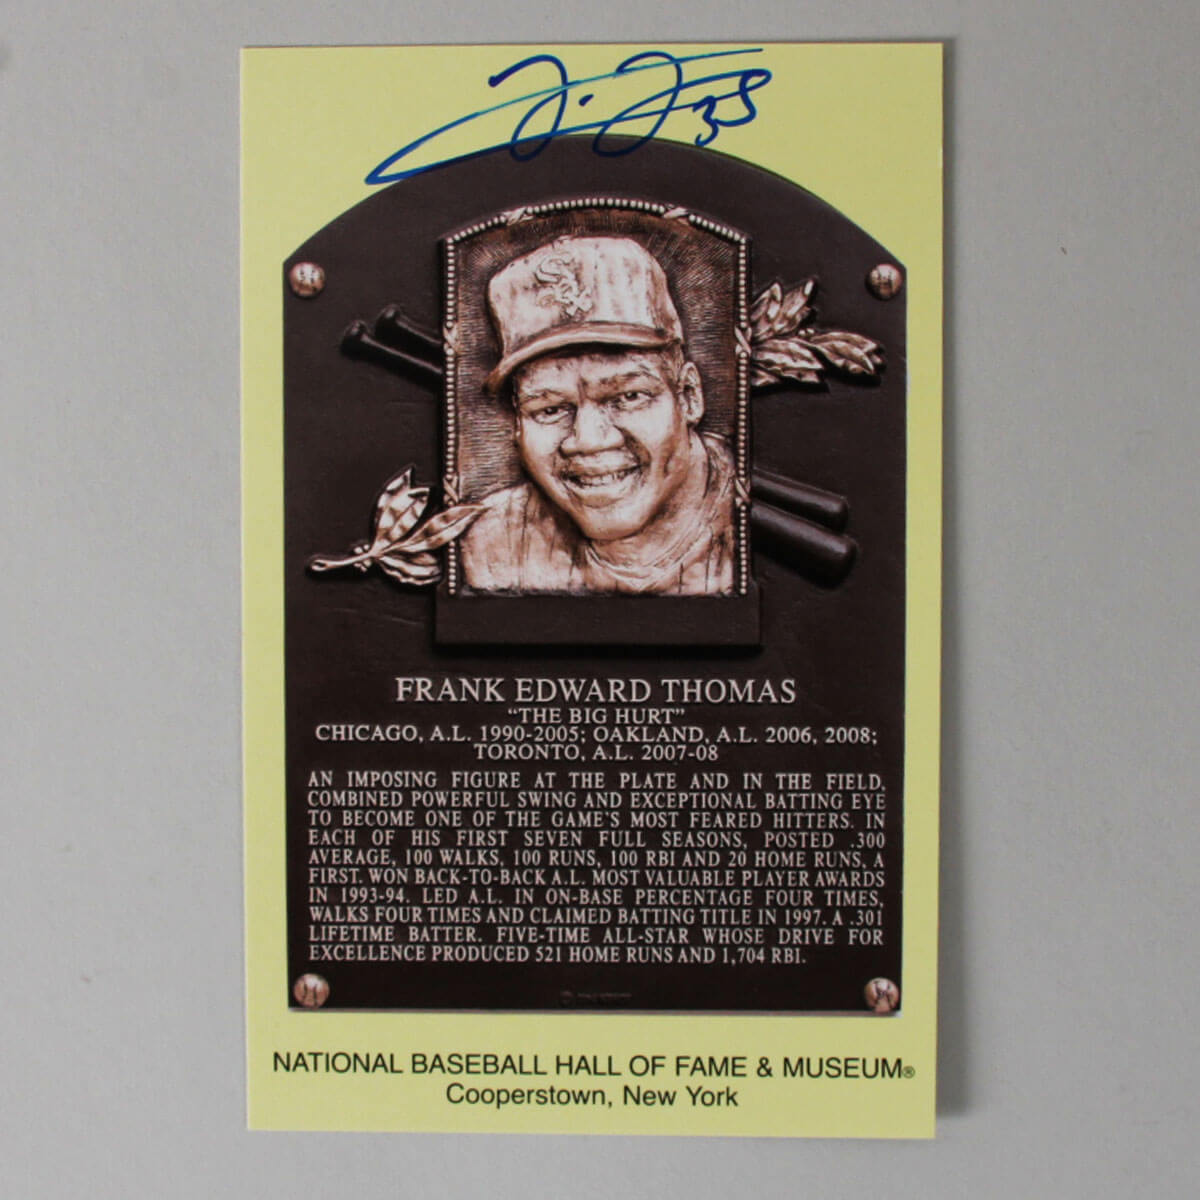 35
Sox
FRANK EDWARD THOMAS
“THE BIG HURT”
CHICAGO, A.L. 1990-2005; OAKLAND, A.L. 2006, 2008;
TORONTO, A.L. 2007-08
AN IMPOSING FIGURE AT THE PLATE AND IN THE FIELD,
COMBINED POWERFUL SWING AND EXCEPTIONAL BATTING EYE
TO BECOME ONE OF THE GAME'S MOST FEARED HITTERS. IN
EACH OF HIS FIRST SEVEN FULL SEASONS, POSTED .300
AVERAGE, 100 WALKS, 100 RUNS, 100 RBI AND 20 HOME RUNS, A
FIRST. WON BACK-TO-BACK A.L. MOST VALUABLE PLAYER AWARDS
IN 1993-94. LED A.L. IN ON-BASE PERCENTAGE FOUR TIMES,
WALKS FOUR TIMES AND CLAIMED BATTING TITLE IN 1997. A .301
LIFETIME BATTER. FIVE-TIME ALL-STAR WHOSE DRIVE FOR
EXCELLENCE PRODUCED 521 HOME RUNS AND 1,704 RBI.
NATIONAL BASEBALL HALL OF FAME & MUSEUM®
Cooperstown, New York